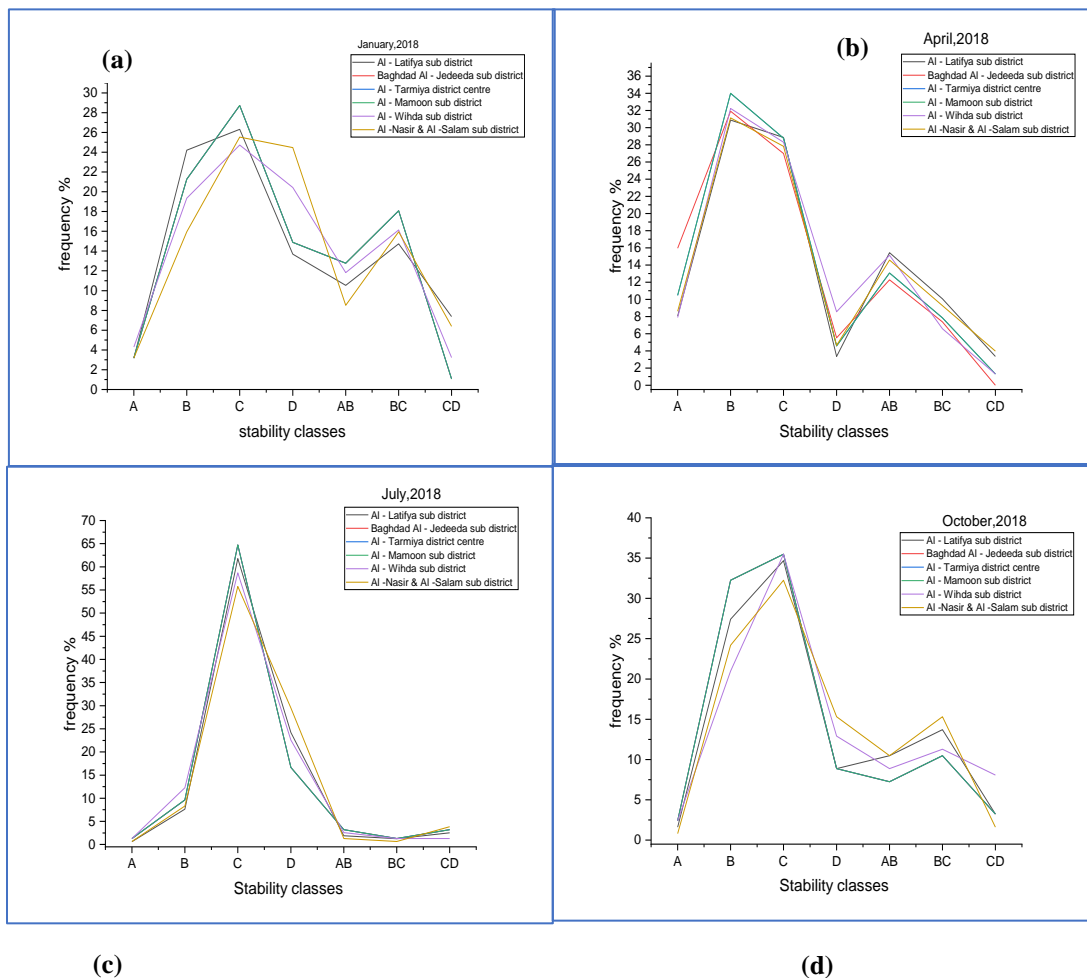 (a)
January,2018
Al - Latifya sub district
Baghdad Al - Jedeeda sub district
Al - Tarmiya district centre
Al - Mamoon sub district
Al - Wihda sub district
Al -Nasir & Al -Salam sub district
30
28
26
24
22
20
18
16
14
12
10
8
6
4
2
0
frequency %
A B C D AB BC CD
stability classes
(b)
April,2018
Al - Latifya sub district
Baghdad Al - Jedeeda sub district
Al - Tarmiya district centre
Al - Mamoon sub district
Al - Wihda sub district
Al -Nasir & Al -Salam sub district
36
34
32
30
28
26
24
22
20
18
16
14
12
10
8
6
4
2
0
frequency %
A B C D AB BC CD
Stability classes
July,2018
Al - Latifya sub district
Baghdad Al - Jedeeda sub district
Al - Tarmiya district centre
Al - Mamoon sub district
Al - Wihda sub district
Al -Nasir & Al -Salam sub district
70
65
60
55
50
45
40
35
30
25
20
15
10
5
0
frequency %
A B C D AB BC CD
Stability classes
October,2018
Al - Latifya sub district
Baghdad Al - Jedeeda sub district
Al - Tarmiya district centre
Al - Mamoon sub district
Al - Wihda sub district
Al -Nasir & Al -Salam sub district
40
35
30
25
20
15
10
5
0
frequency %
A B C D AB BC CD
Stability classes
(c)
(d)